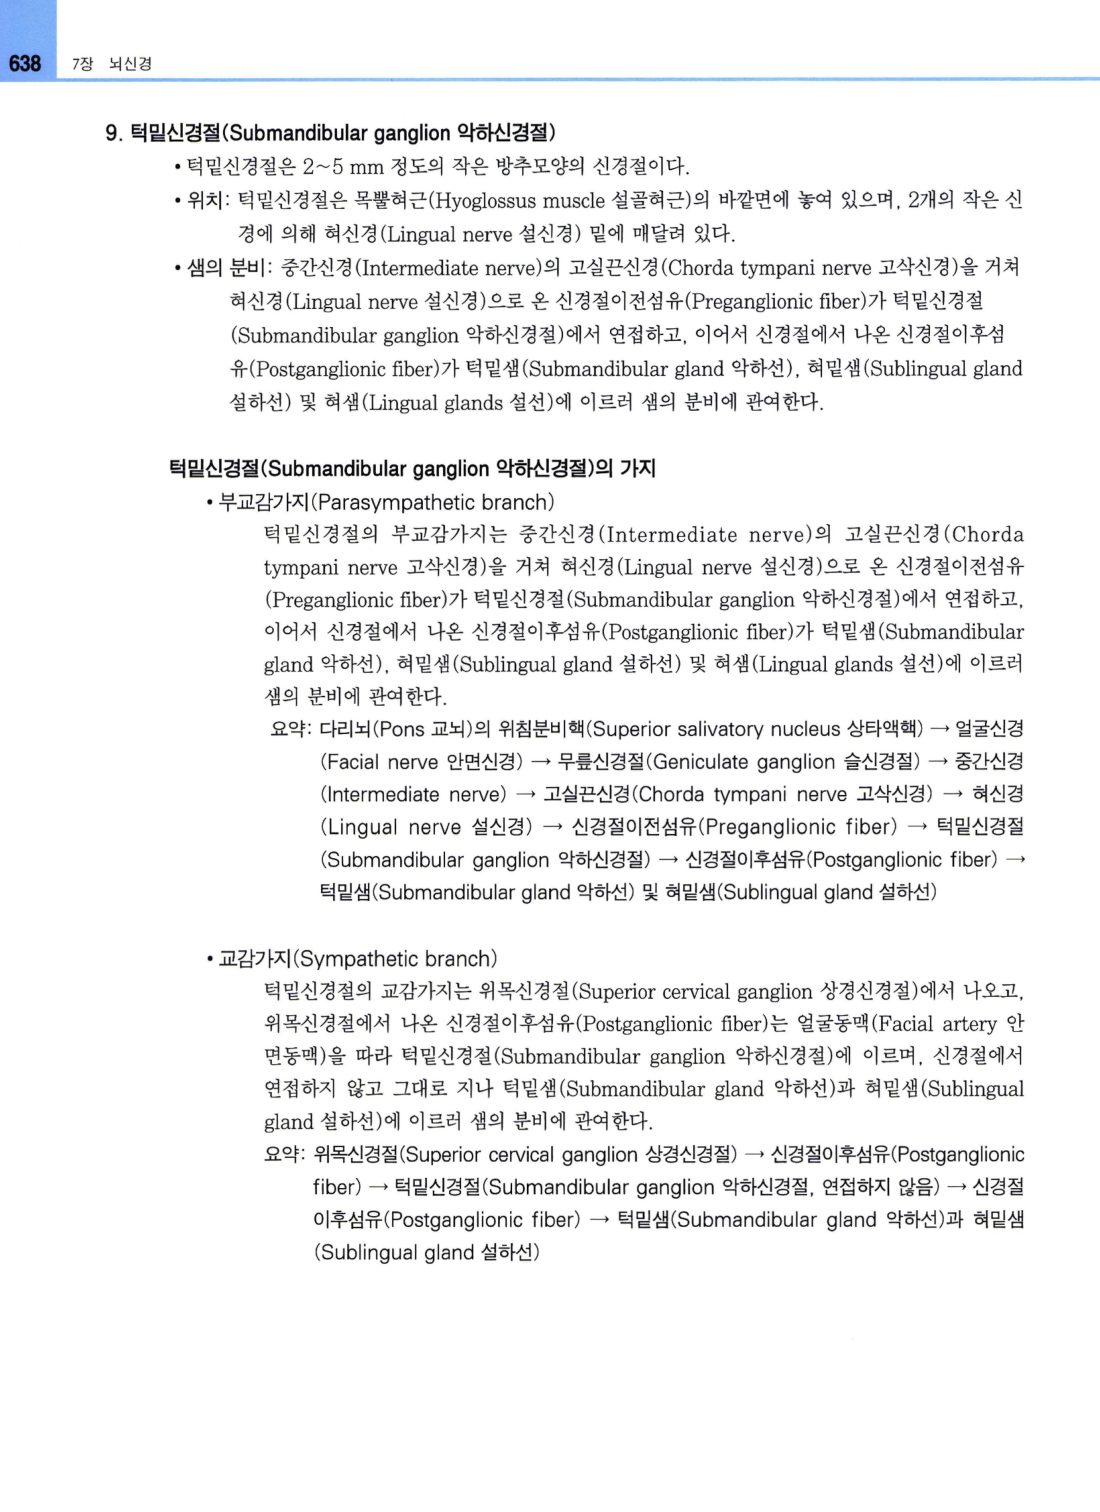 638 7장 뇌신경
9. 턱밑신경절(Submandibular ganglion 악하신경절)
• 턱밑신경절은 2~5 mm 정도의 작은 방추모양의 신경절이다.
• 위치: 턱밑신경절은 목뿔혀근(Hyoglossus muscle 설골혀근)의 바깥면에 놓여 있으며, 2개의 작은 신
경에 의해 혀신경(Lingual nerve 설신경) 밑에 매달려 있다.
• 샘의 분비: 중간신경(Intermediate nerve)의 고실끈신경(Chorda tympani nerve 고삭신경)을 거쳐
혀신경(Lingual nerve 설신경)으로 온 신경절이전섬유(Preganglionic fiber)가 턱밑신경절
(Submandibular ganglion 악하신경절)에서 연접하고, 이어서 신경절에서 나온 신경절이후섬
유(Postganglionic fiber)가 턱밑샘(Submandibular gland 악하선), 혀밑샘(Sublingual gland
설하선) 및 혀샘(Lingual glands 설선)에 이르러 샘의 분비에 관여한다.
턱밑신경절(Submandibular ganglion 악하신경절)의 가지
• 부교감가지(Parasympathetic branch)
턱밑신경절의 부교감가지는 중간신경(Intermediate nerve)의 고실끈신경(Chorda
tympani nerve 고삭신경)을 거쳐 혀신경(Lingual nerve 설신경)으로 온 신경절이전섬유
(Preganglionic fiber)가 턱밑신경절(Submandibular ganglion 악하신경절)에서 연접하고,
이어서 신경절에서 나온 신경절이후섬유(Postganglionic fiber)가 턱밑샘(Submandibular
gland 악하선), 혀밑샘(Sublingual gland 설하선) 및 혀샘(Lingual glands 설선)에 이르러
샘의 분비에 관여한다.
요약: 다리뇌(Pons 교뇌)의 위침분비핵(Superior salivatory nucleus 상타액핵) → 얼굴신경
(Facial nerve 안면신경) → 무릎신경절(Geniculate ganglion 슬신경절) → 중간신경
(Intermediate nerve) → 고실끈신경(Chorda tympani nerve 고삭신경) → 혀신경
(Lingual nerve 설신경) → 신경절이전섬유(Preganglionic fiber) → 턱밑신경절
(Submandibular ganglion 악하신경절) → 신경절이후섬유(Postganglionic fiber) →
턱밑샘(Submandibular gland 악하선) 및 혀밑샘(Sublingual gland 설하선)
• 교감가지(Sympathetic branch)
턱밑신경절의 교감가지는 위목신경절(Superior cervical ganglion 상경신경절)에서 나오고,
위목신경절에서 나온 신경절이후섬유(Postganglionic fiber)는 얼굴동맥(Facial artery 안
면동맥)을 따라 턱밑신경절(Submandibular ganglion 악하신경절)에 이르며, 신경절에서
연접하지 않고 그대로 지나 턱밑샘(Submandibular gland 악하선)과 혀밑샘(Sublingual
gland 설하선)에 이르러 샘의 분비에 관여한다.
요약: 위목신경절(Superior cervical ganglion 상경신경절) → 신경절이후섬유(Postganglionic
fiber) → 턱밑신경절(Submandibular ganglion 악하신경절, 연접하지 않음) → 신경절
이후섬유(Postganglionic fiber) → 턱밑샘(Submandibular gland 악하선)과 혀밑샘
(Sublingual gland 설하선)